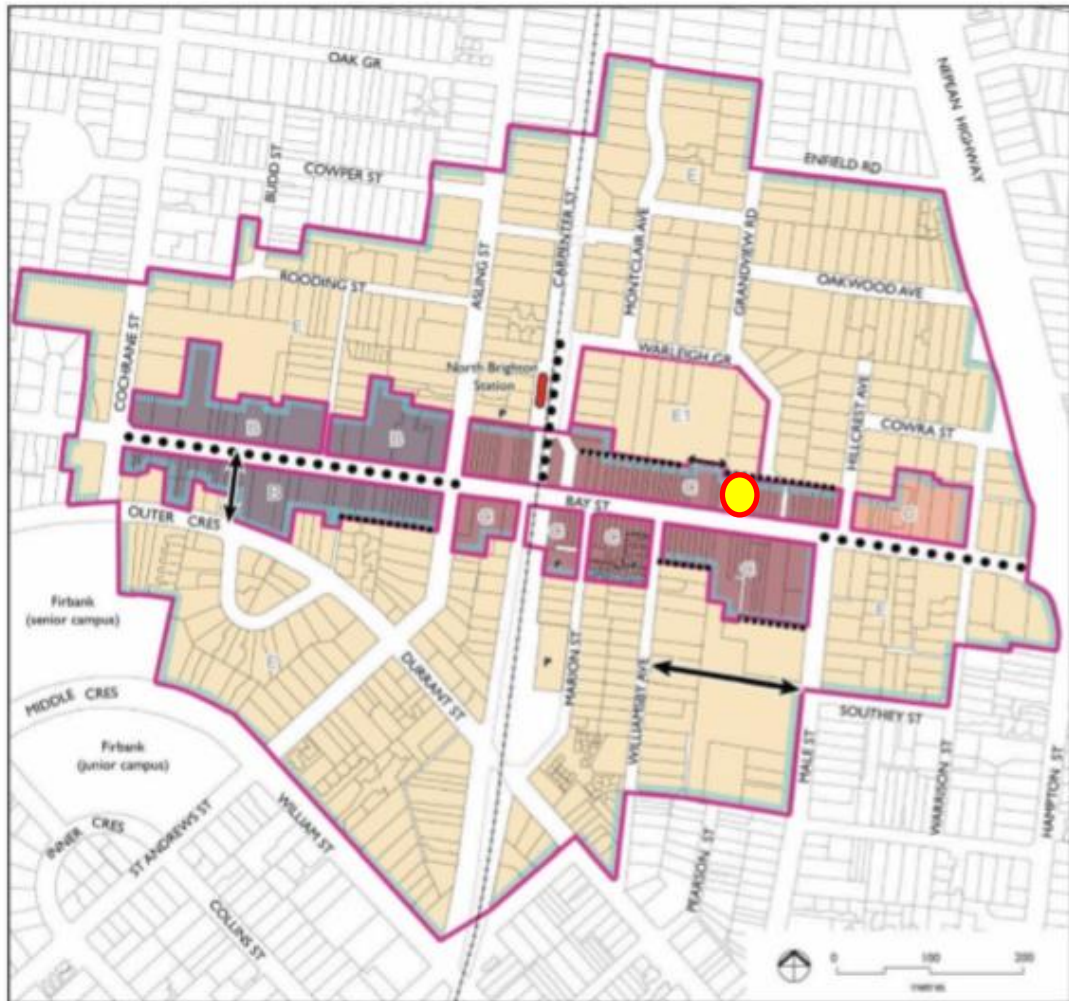 OAK GR
NEPEAN HIGHWAY
BUDD ST
COWPER ST
ENFIELD RD
E
CARPENTER ST
MONTCLAIR AVE
GRANDVIEW RD
ASLING ST
ROODING ST
OAKWOOD AVE
E
COCHRANE ST
WARLEIGH GR
North Brighton
Station
HILLCREST AVE
P
E1
COWRA ST
B
B
BAY ST
B
OUTER CRES
P
Firbank
(senior campus)
E
E
DURRANT ST
MARION ST
P
WILLIAMSBY AVE
MIDDLE CRES
SOUTHEY ST
Firbank
(junior campus)
MALE ST
WARRISON ST
HAMPTON ST
INNER CRES
ST ANDREWS ST
WILLIAM ST
PEARSON ST
COLLINS ST
0 100 200
metres